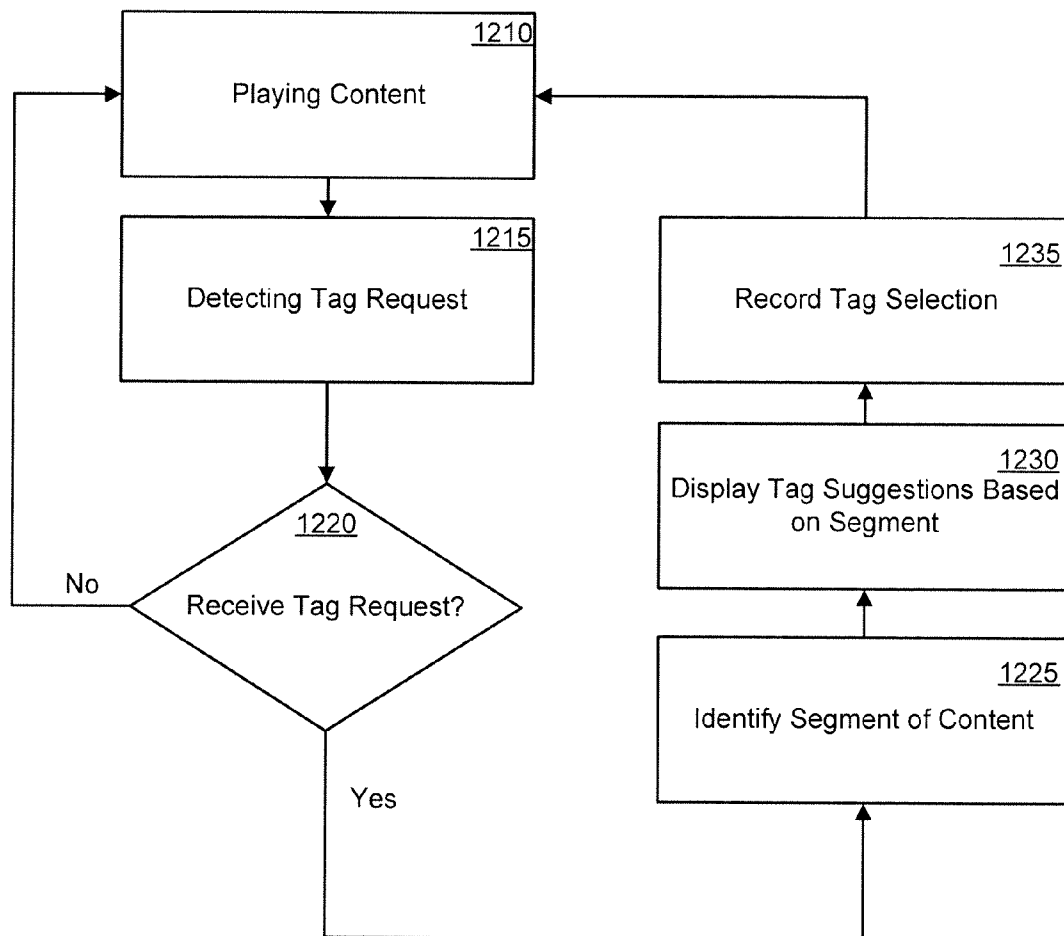 1210
Playing Content
1215
Detecting Tag Request
1220
Receive Tag Request?
No
Yes
1225
Identify Segment of Content
1230
Display Tag Suggestions Based
on Segment
1235
Record Tag Selection